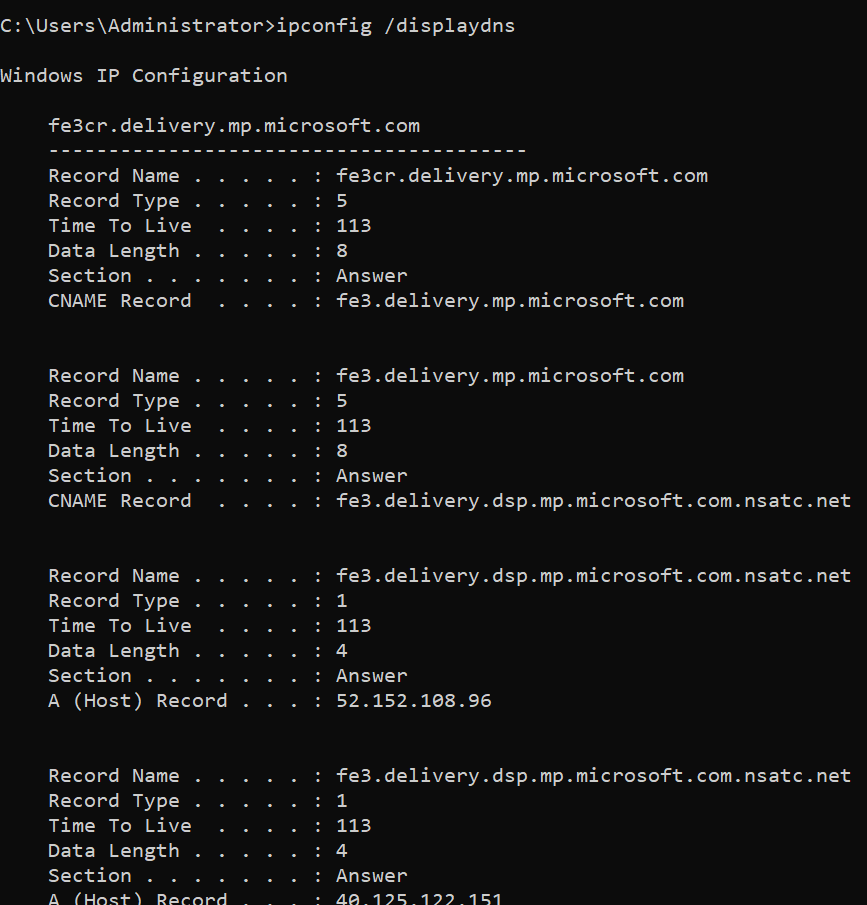 C:\Users\Administrator>ipconfig /displaydns
Windows IP Configuration
fe3cr.delivery.mp.microsoft.com
----------------------------------------
Record Name . . . . . : fe3cr.delivery.mp.microsoft.com
Record Type . . . . . : 5
Time To Live  . . . . : 113
Data Length . . . . . : 8
Section . . . . . . . : Answer
CNAME Record  . . . . : fe3.delivery.mp.microsoft.com
Record Name . . . . . : fe3.delivery.mp.microsoft.com
Record Type . . . . . : 5
Time To Live  . . . . : 113
Data Length . . . . . : 8
Section . . . . . . . : Answer
CNAME Record  . . . . : fe3.delivery.dsp.mp.microsoft.com.nsatc.net
Record Name . . . . . : fe3.delivery.dsp.mp.microsoft.com.nsatc.net
Record Type . . . . . : 1
Time To Live  . . . . : 113
Data Length . . . . . : 4
Section . . . . . . . : Answer
A (Host) Record . . . : 52.152.108.96
Record Name . . . . . : fe3.delivery.dsp.mp.microsoft.com.nsatc.net
Record Type . . . . . : 1
Time To Live  . . . . : 113
Data Length . . . . . : 4
Section . . . . . . . : Answer
A (Host) Record . . . : 40.125.122.151